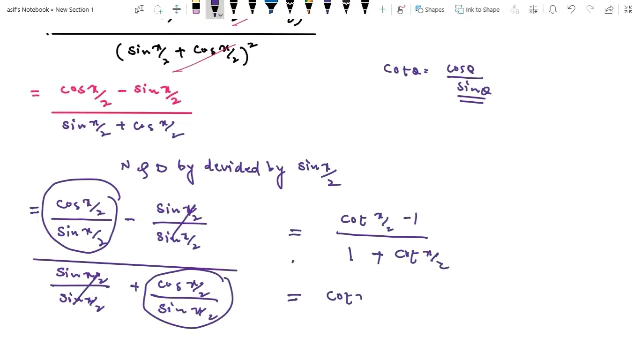 asif's Notebook » New Section 1
Shapes
Ink to Shape
(sin x/2 + cos x/2)²
cotθ = cosθ / sinθ
= cos x/2 - sin x/2
sin x/2 + cos x/2
N & D by devided by sin x/2
= cos x/2 / sin x/2 - sin x/2 / sin x/2 = cot x/2 - 1
sin x/2 / sin x/2 + cos x/2 / sin x/2 . 1 + cot x/2
= cot